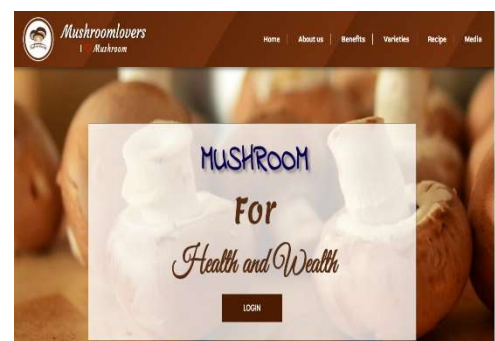 Mushroomlovers
I ❤ Mushroom
Home
About us
Benefits
Varieties
Recipe
Media
MUSHROOM
For
Health and Wealth
LOGIN